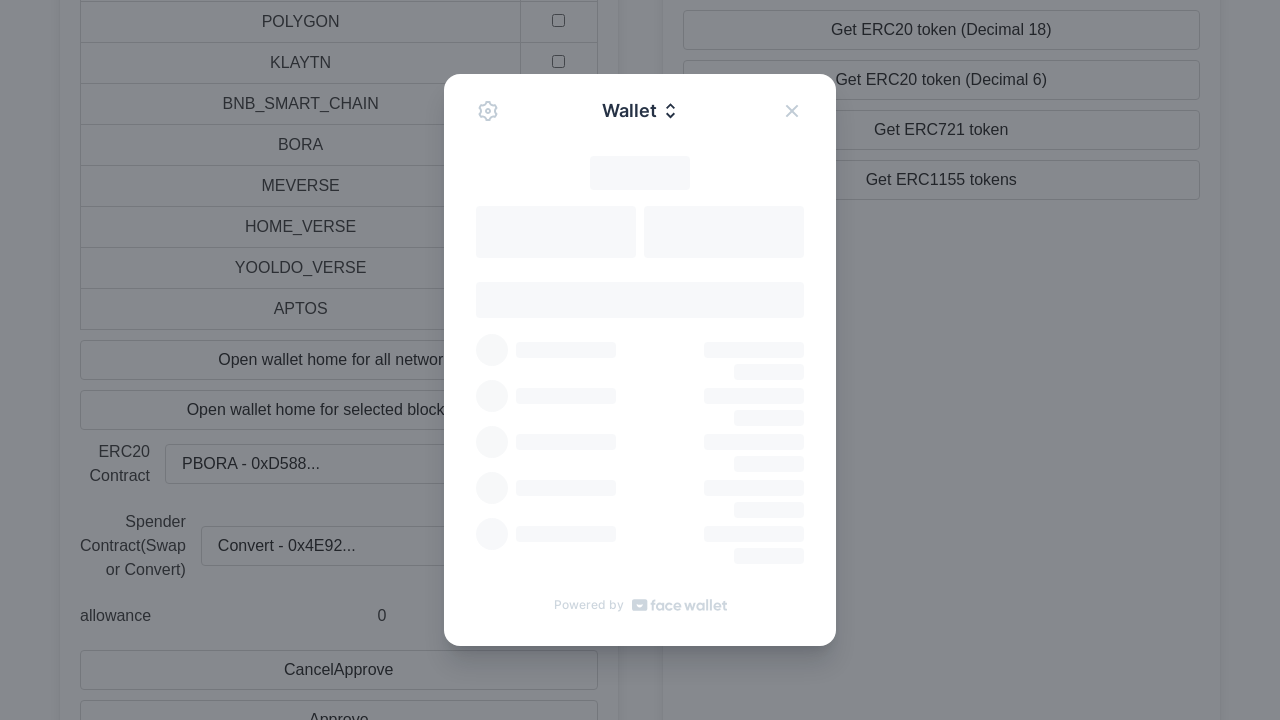 POLYGON
KLAYTN
BNB_SMART_CHAIN
BORA
MEVERSE
HOME_VERSE
YOOLDO_VERSE
APTOS
Open wallet home for all networ
Open wallet home for selected block
ERC20
Contract
PBORA - 0xD588...
Spender
Contract(Swap
or Convert)
Convert - 0x4E92...
allowance
0
CancelApprove
Approve
Wallet
Powered by face wallet
Get ERC20 token (Decimal 18)
Get ERC20 token (Decimal 6)
Get ERC721 token
Get ERC1155 tokens